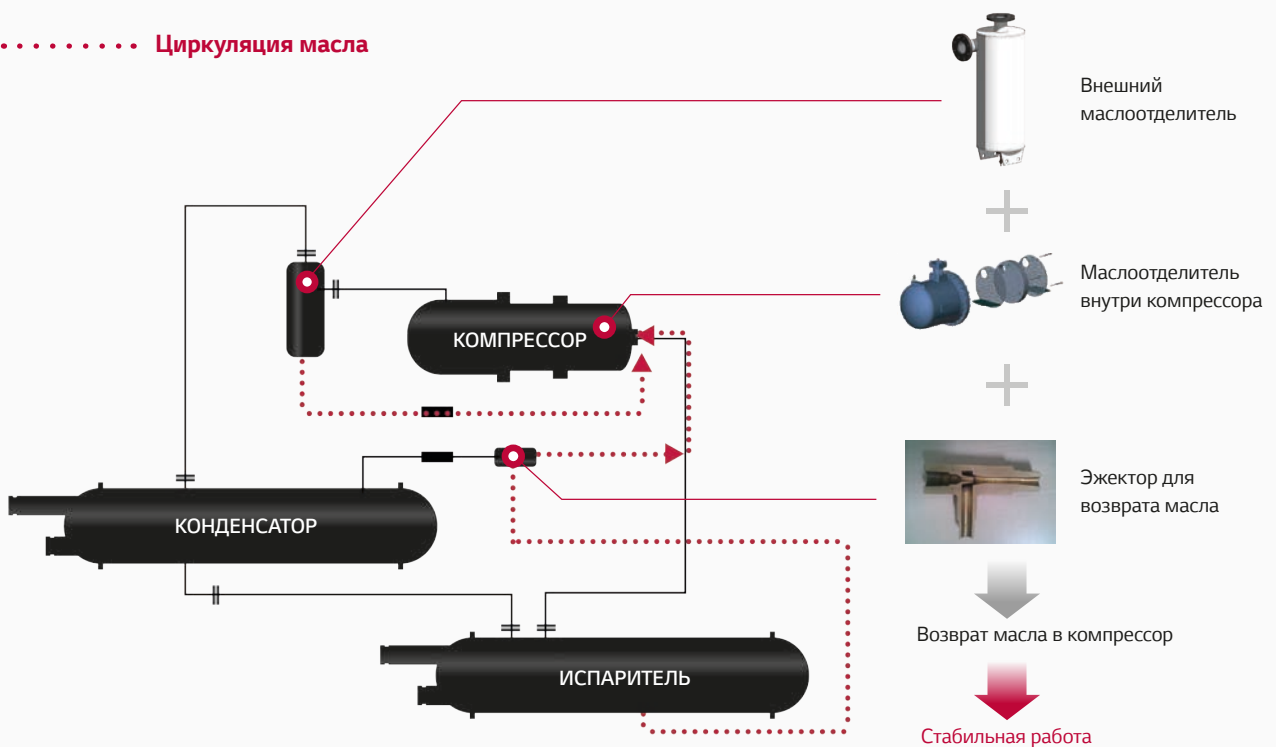 Циркуляция масла
Внешний
маслоотделитель
Маслоотделитель
внутри компрессора
КОМПРЕССОР
Эжектор для
возврата масла
КОНДЕНСАТОР
Возврат масла в компрессор
ИСПАРИТЕЛЬ
Стабильная работа